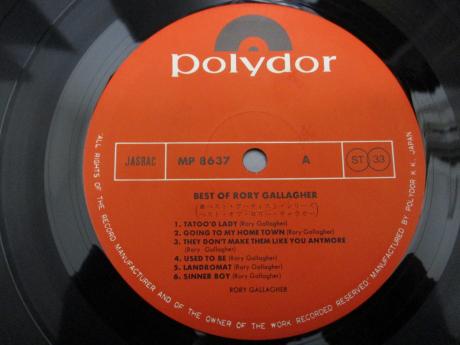 polydor
JASRAC MP 8637 A ST 33
BEST OF RORY GALLAGHER
1. TATOO'D LADY (Rory Gallagher)
2. GOING TO MY HOME TOWN (Rory Gallagher)
3. THEY DON'T MAKE THEM LIKE YOU ANYMORE
(Rory Gallagher)
4. USED TO BE (Rory Gallagher)
5. LANDROMAT (Rory Gallagher)
6. SINNER BOY (Rory Gallagher)
RORY GALLAGHER
ALL RIGHTS OF THE RECORD MANUFACTURER AND OF THE OWNER OF THE WORK RECORDED RESERVED. MANUFACTURED BY POLYDOR K.K. JAPAN